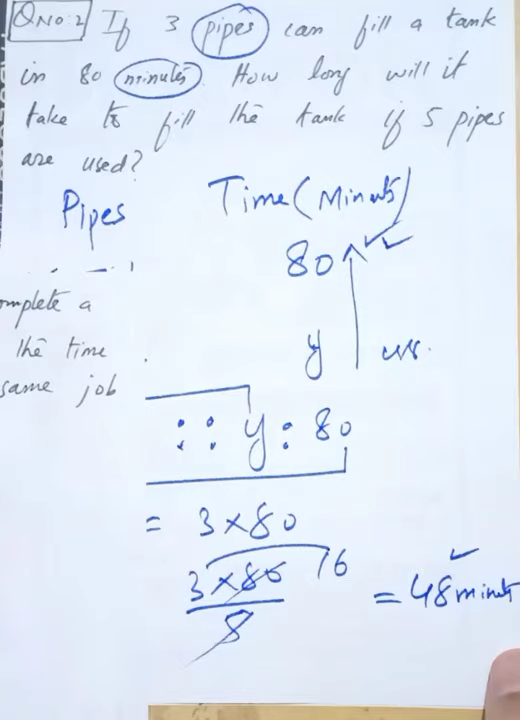 Q NO: 2 If 3 pipes can fill a tank
in 80 minutes. How long will it
take to fill the tank if 5 pipes
are used?
Pipes Time (Minuts)
80
omplete a
the time
y
same job
:: y : 80
= 3 × 80
3 × 80 16
5
= 48 minuts